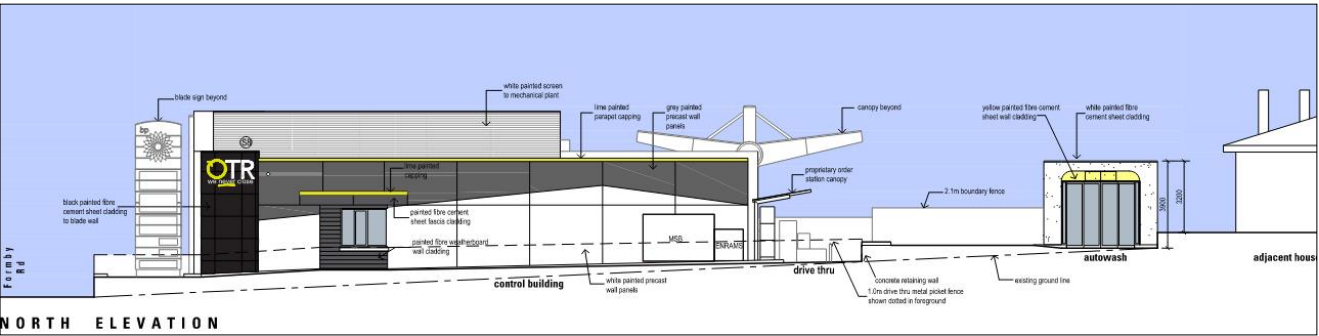 blade sign beyond
white painted screen
to mechanical plant
lime painted
parapet capping
grey painted
precast wall
panels
canopy beyond
yellow painted fibre cement
sheet wall cladding
white painted fibre
cement sheet cladding
bp
SB
OTR
we never close
lime painted
capping
proprietary order
station canopy
2.1m boundary fence
3900
3280
black painted fibre
cement sheet cladding
to blade wall
painted fibre cement
sheet fascia cladding
painted fibre weatherboard
wall cladding
MSB
ENRAMS
Formby
Rd
control building
white painted precast
wall panels
drive thru
concrete retaining wall
1.0m drive thru metal picket fence
shown dotted in foreground
existing ground line
autowash
adjacent hous
NORTH ELEVATION